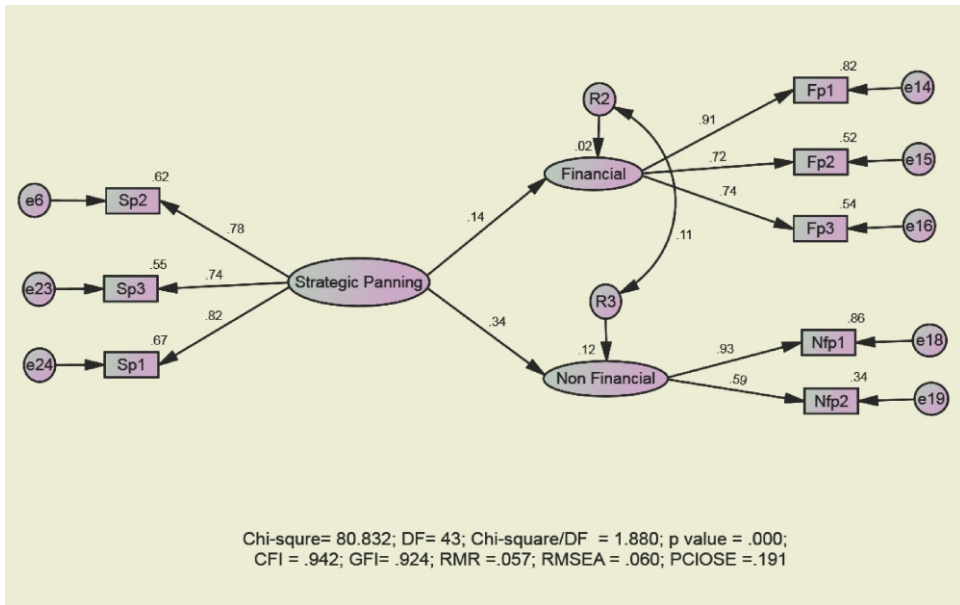 .82
R2
Fp1
e14
.91
.02
.52
.62
Financial
.72
Fp2
e15
e6
Sp2
.74
.54
.14
Fp3
e16
.78
.11
.55
Strategic Panning
e23
Sp3
.74
R3
.82
.34
.86
.67
.12
.93
Nfp1
e18
e24
Sp1
Non Financial
.59
.34
Nfp2
e19
Chi-squre= 80.832; DF= 43; Chi-square/DF = 1.880; p value = .000;
CFI = .942; GFI= .924; RMR =.057; RMSEA = .060; PClOSE =.191